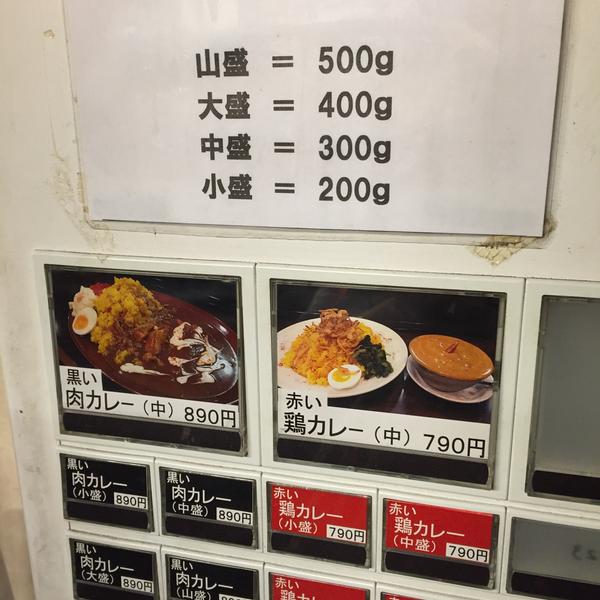 山盛 = 500g
大盛 = 400g
中盛 = 300g
小盛 = 200g
黒い
肉カレー(中) 890円
赤い
鶏カレー(中) 790円
黒い
肉カレー
(小盛) 890円
黒い
肉カレー
(中盛) 890円
赤い
鶏カレー
(小盛) 790円
赤い
鶏カレー
(中盛) 790円
黒い
肉カレー
(大盛) 890円
黒い
肉カレー
(山盛)
赤い
鶏カレー